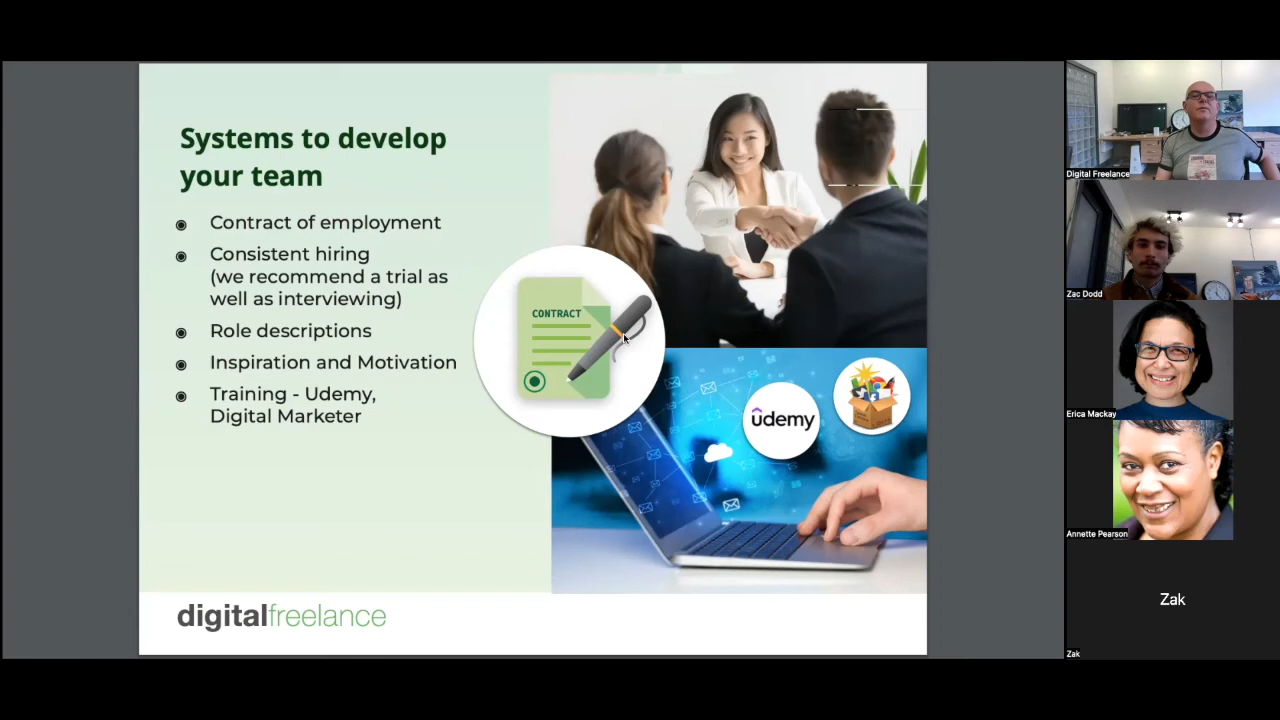 Systems to develop
your team
Contract of employment
Consistent hiring
(we recommend a trial as
well as interviewing)
Role descriptions
Inspiration and Motivation
Training - Udemy,
Digital Marketer
CONTRACT
udemy
digitalfreelance
Digital Freelance
Zac Dodd
Erica Mackay
Annette Pearson
Zak
Zak